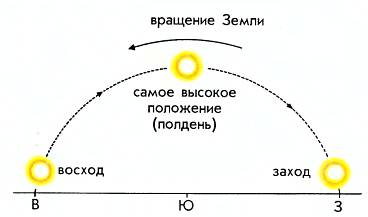 вращение Земли
самое высокое
положение
(полдень)
восход
заход
В
Ю
З